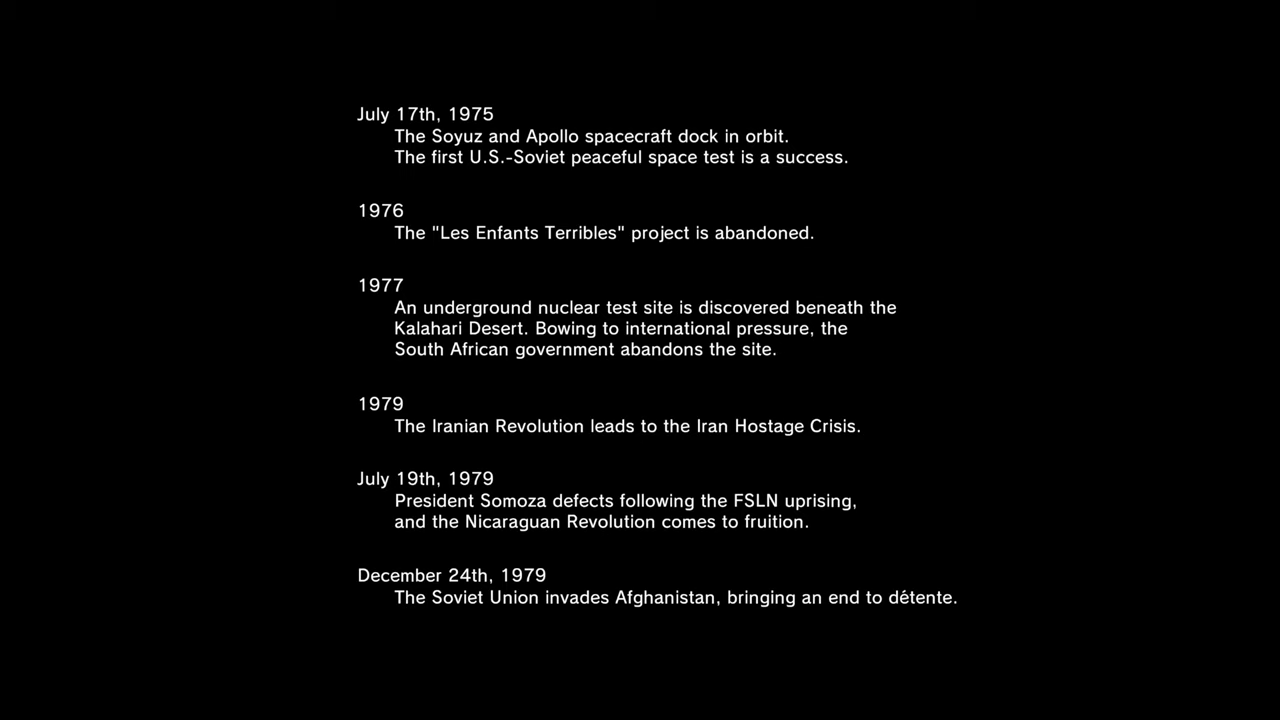 July 17th, 1975
The Soyuz and Apollo spacecraft dock in orbit.
The first U.S.-Soviet peaceful space test is a success.
1976
The "Les Enfants Terribles" project is abandoned.
1977
An underground nuclear test site is discovered beneath the
Kalahari Desert. Bowing to international pressure, the
South African government abandons the site.
1979
The Iranian Revolution leads to the Iran Hostage Crisis.
July 19th, 1979
President Somoza defects following the FSLN uprising,
and the Nicaraguan Revolution comes to fruition.
December 24th, 1979
The Soviet Union invades Afghanistan, bringing an end to détente.